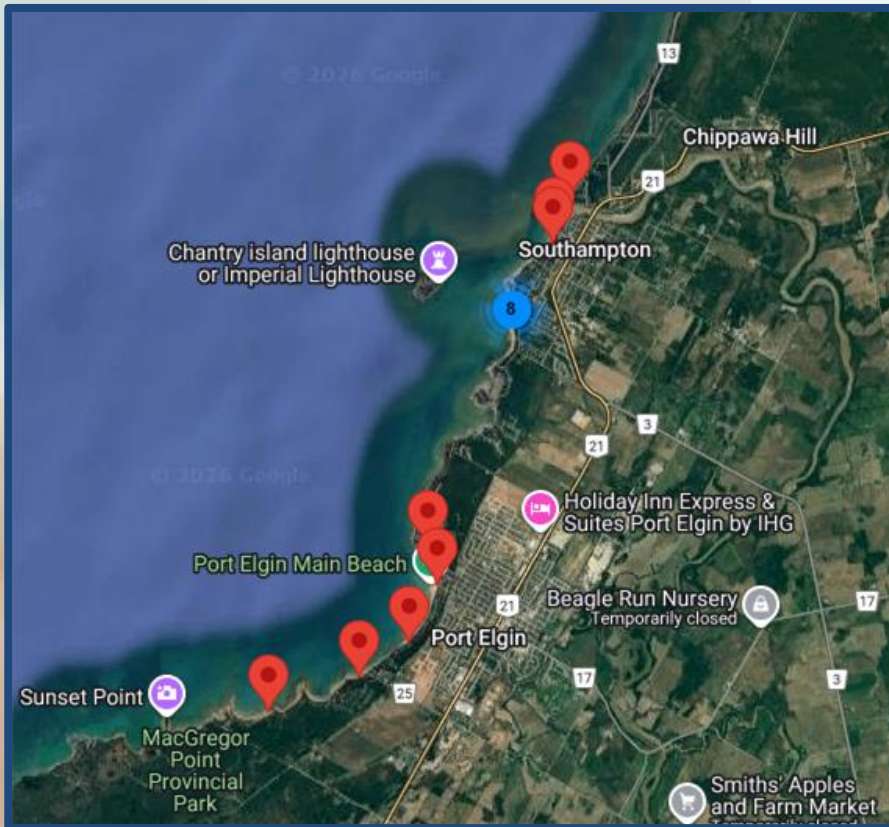 © 2026 Google
13
Chippawa Hill
21
Chantry island lighthouse
or Imperial Lighthouse
Southampton
8
3
21
© 2026 Google
Holiday Inn Express &
Suites Port Elgin by IHG
Port Elgin Main Beach
Beagle Run Nursery
Temporarily closed
17
21
Port Elgin
17
3
Sunset Point
25
MacGregor
Point
Provincial
Park
Smiths' Apples
and Farm Market
Temporarily closed